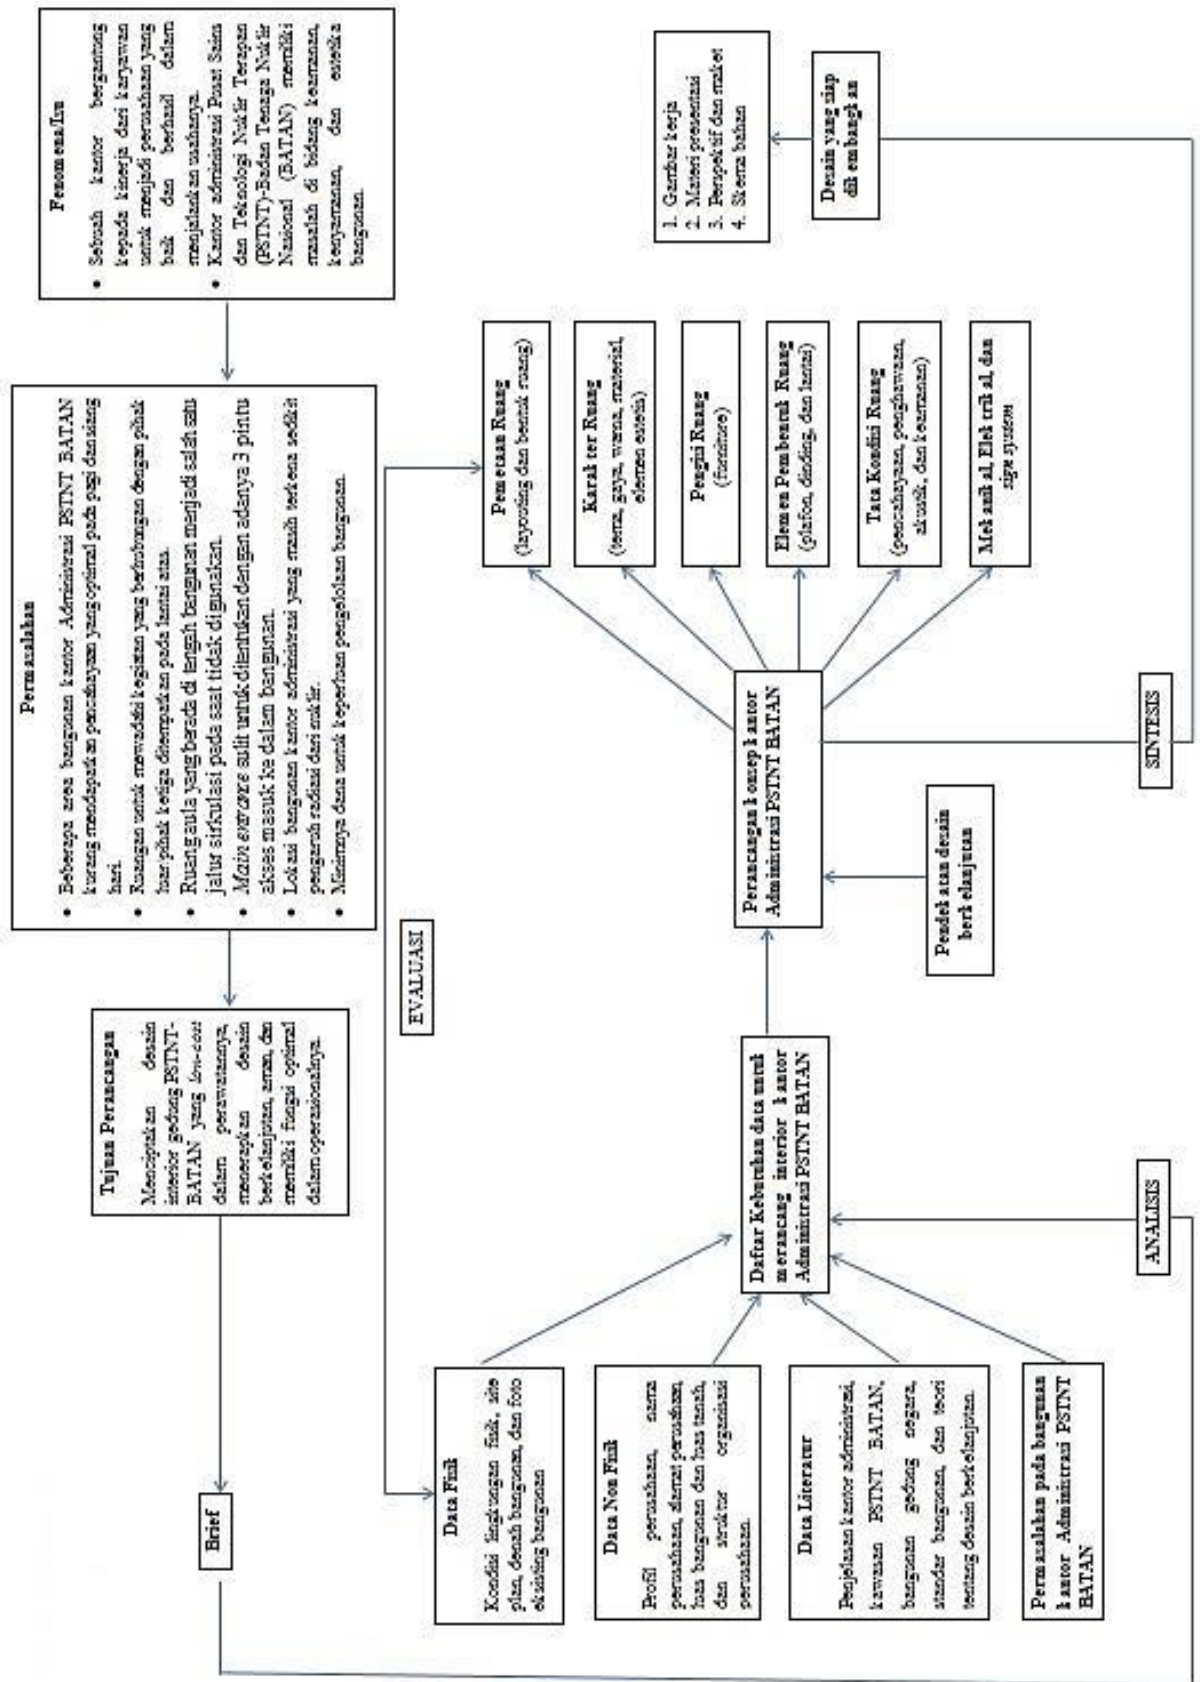 Fenomena/Isu
• Sebuah kantor bergantung
kepada kinerja dari karyawan
untuk menjadi perusahaan yang
baik dan berhasil dalam
menjalankan usahanya.
• Kantor administrasi Pusat Sains
dan Teknologi Nuklir Terapan
(PSTNT)-Badan Tenaga Nuklir
Nasional (BATAN) memiliki
masalah di bidang keamanan,
kenyamanan, dan estetika
bangunan.
Permasalahan
• Beberapa area bangunan kantor Administrasi PSTNT BATAN
kurang mendapatkan pencahayaan yang optimal pada pagi dan siang
hari.
• Ruangan untuk mewadahi kegiatan yang berhubungan dengan pihak
luar/pihak ketiga ditempatkan pada lantai atas.
• Ruang aula yang berada di tengah bangunan menjadi salah satu
jalur sirkulasi pada saat tidak digunakan.
• Main entrance sulit untuk ditentukan dengan adanya 3 pintu
akses masuk ke dalam bangunan.
• Lokasi bangunan kantor administrasi yang masih terkena sedikit
pengaruh radiasi dari nuklir.
• Minimnya dana untuk keperluan pengelolaan bangunan.
Tujuan Perancangan
Menciptakan desain
interior gedung PSTNT-
BATAN yang low-cost
dalam perawatannya,
menerapkan desain
berkelanjutan, aman, dan
memiliki fungsi optimal
dalam operasionalnya.
Brief
EVALUASI
Data Fisik
Kondisi lingkungan fisik, site
plan, denah bangunan, dan foto
eksisting bangunan
Data Non Fisik
Profil perusahaan, nama
perusahaan, alamat perusahaan,
luas bangunan dan luas tanah,
dan struktur organisasi
perusahaan.
Data Literatur
Penjelasan kantor administrasi,
kawasan PSTNT BATAN,
bangunan gedung negara,
standar bangunan, dan teori
tentang desain berkelanjutan.
Permasalahan pada bangunan
kantor Administrasi PSTNT
BATAN
Daftar Kebutuhan data untuk
merancang interior kantor
Administrasi PSTNT BATAN
ANALISIS
Perancangan konsep kantor
Administrasi PSTNT BATAN
Pendekatan desain
berkelanjutan
SINTESIS
Pemetaan Ruang
(layouting dan bentuk ruang)
Karakter Ruang
(tema, gaya, warna, material,
elemen estetis)
Pengisi Ruang
(furniture)
Elemen Pembentuk Ruang
(plafon, dinding, dan lantai)
Tata Kondisi Ruang
(pencahayaan, penghawaan,
akustik, dan keamanan)
Mekanikal, Elektrikal, dan
sign system
Desain yang siap
dikembangkan
1. Gambar kerja
2. Materi presentasi
3. Perspektif dan maket
4. Skema bahan